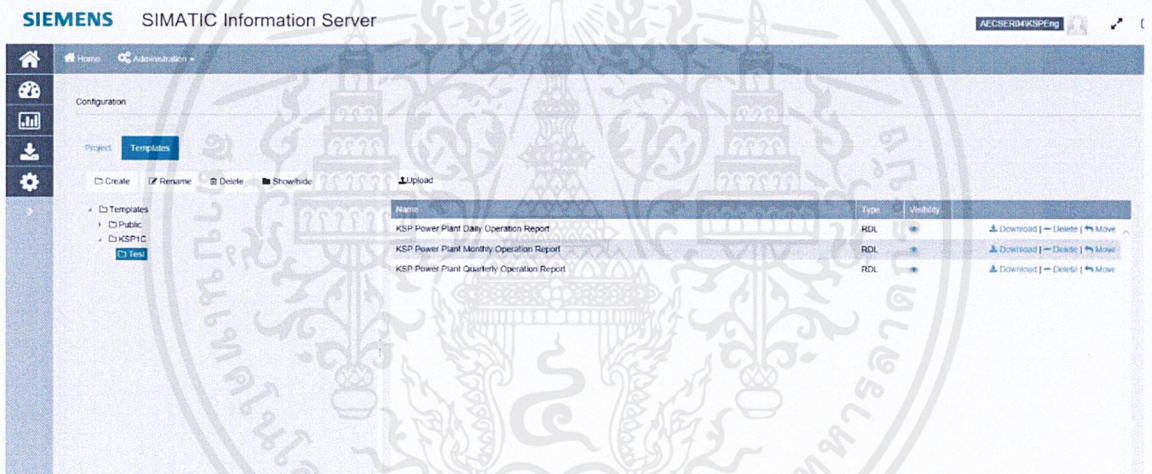 SIEMENS SIMATIC Information Server
AECSER04\KSPEng
Home Administration
Configuration
Project Templates
Create Rename Delete Show/hide Upload
Templates
Public
KSP1C
Test
Name Type Visibility
KSP Power Plant Daily Operation Report RDL Download | Delete | Move
KSP Power Plant Monthly Operation Report RDL Download | Delete | Move
KSP Power Plant Quarterly Operation Report RDL Download | Delete | Move